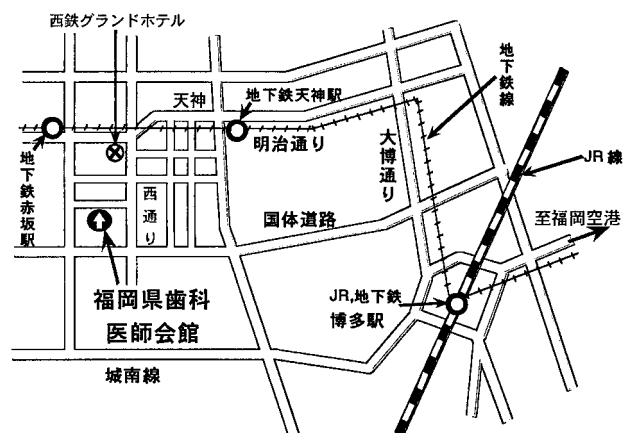 西鉄グランドホテル
天神
地下鉄天神駅
地下鉄線
明治通り
大博通り
JR線
地下鉄赤坂駅
西通り
国体道路
至福岡空港
福岡県歯科
医師会館
JR,地下鉄
博多駅
城南線